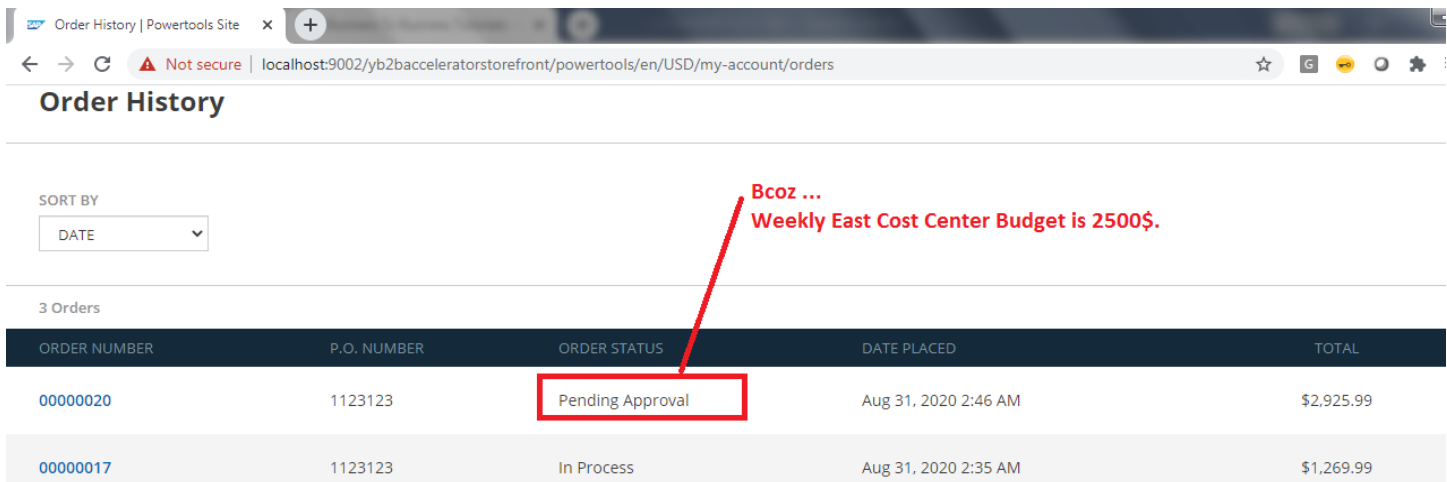 Order History | Powertools Site
Not secure | localhost:9002/yb2bacceleratorstorefront/powertools/en/USD/my-account/orders
Order History
SORT BY
DATE
Bcoz ...
Weekly East Cost Center Budget is 2500$.
3 Orders
ORDER NUMBER P.O. NUMBER ORDER STATUS DATE PLACED TOTAL
00000020 1123123 Pending Approval Aug 31, 2020 2:46 AM $2,925.99
00000017 1123123 In Process Aug 31, 2020 2:35 AM $1,269.99